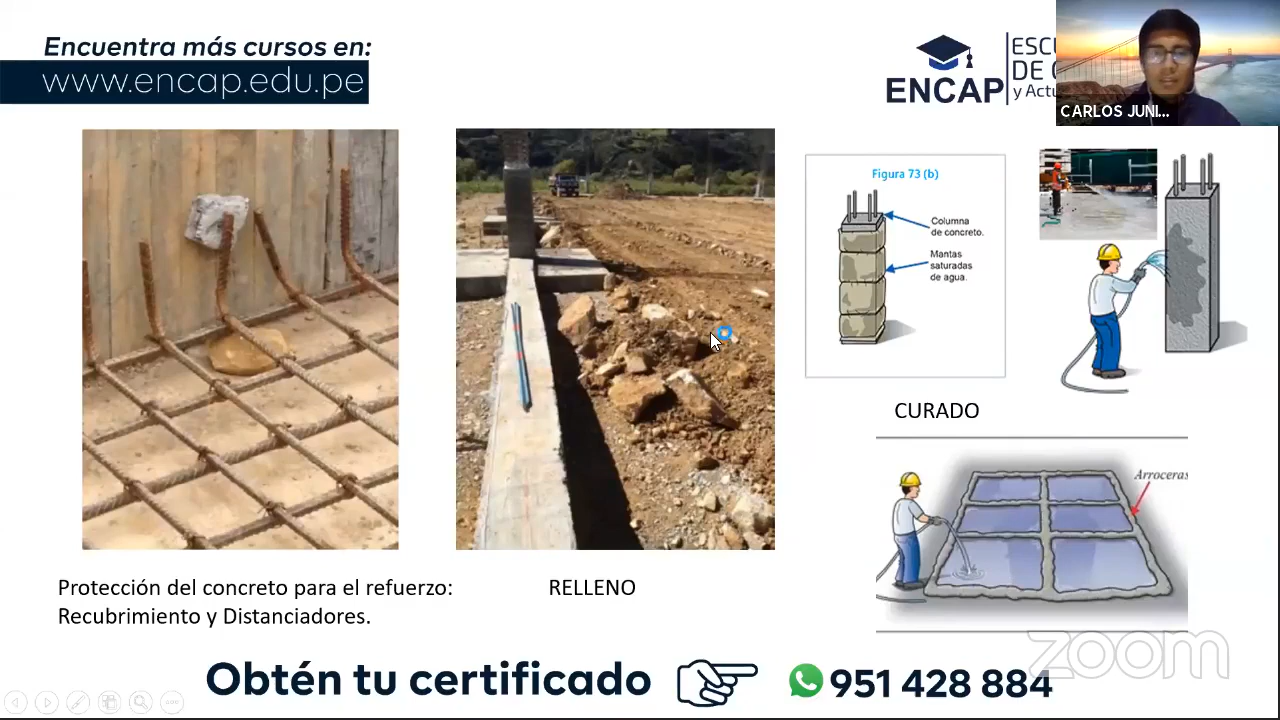 Encuentra más cursos en:
www.encap.edu.pe
ENCAP
DE
y Actu
CARLOS JUNI...
Figura 73 (b)
Columna
de concreto.
Mantas
saturadas
de agua.
CURADO
Arroceras
Protección del concreto para el refuerzo:
Recubrimiento y Distanciadores.
RELLENO
zoom
Obtén tu certificado
951 428 884